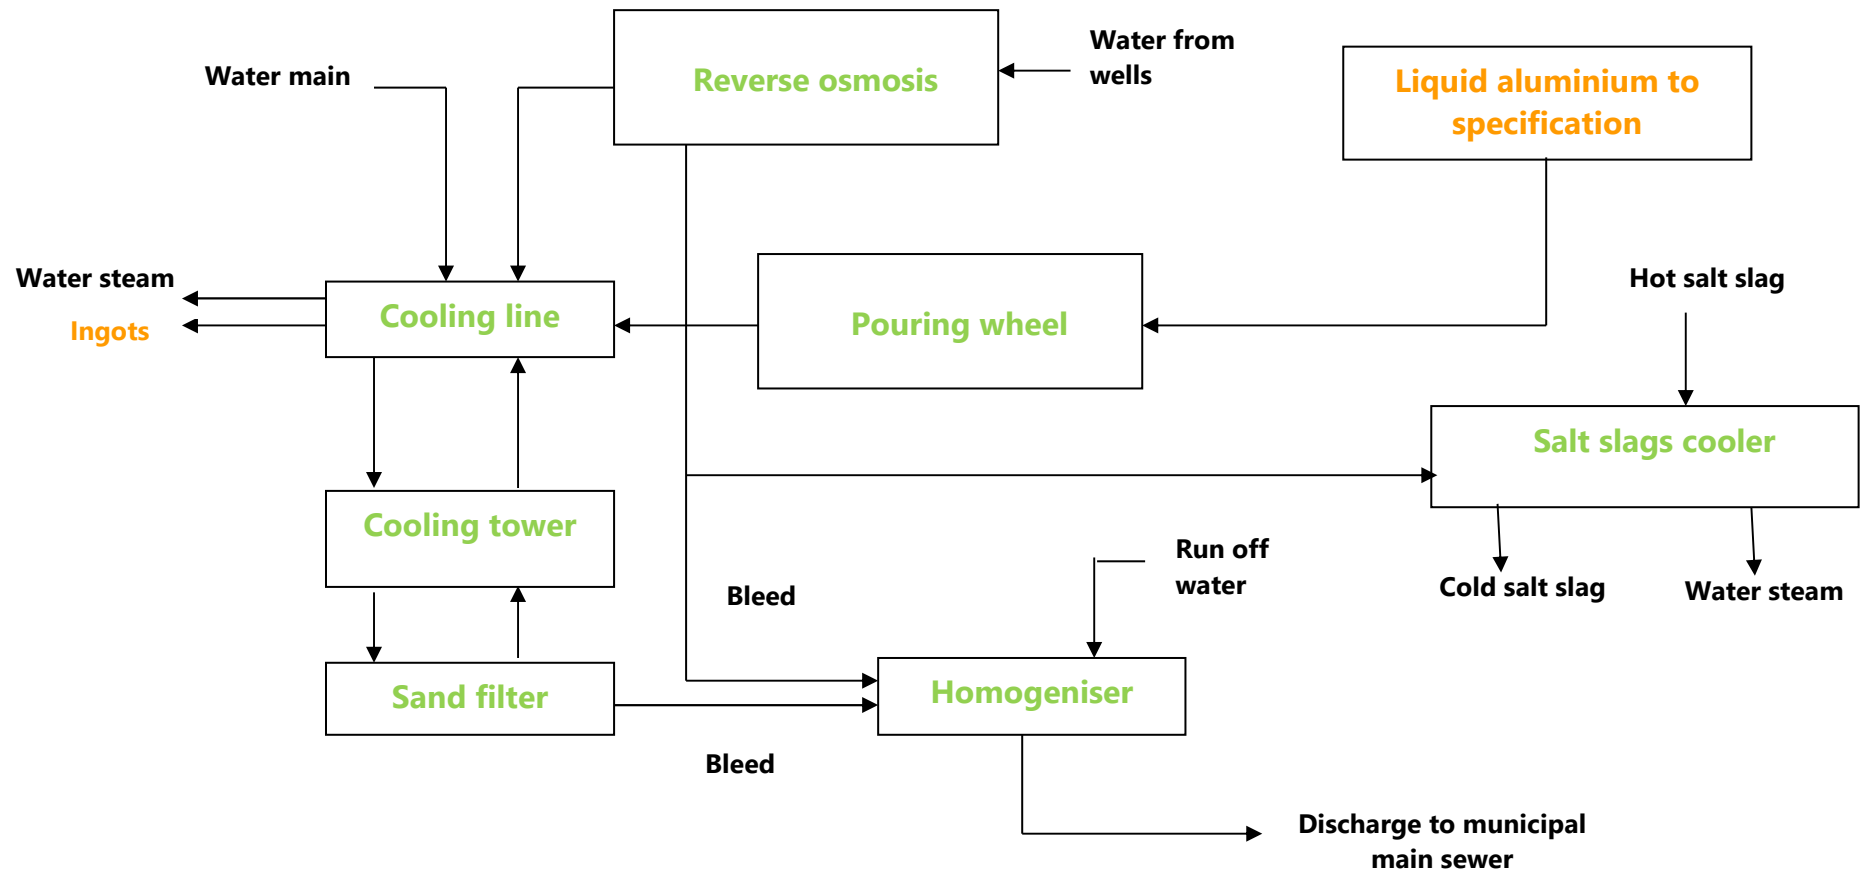 Water main
Reverse osmosis
Water from
wells
Liquid aluminium to
specification
Water steam
Ingots
Cooling line
Pouring wheel
Hot salt slag
Salt slags cooler
Cooling tower
Bleed
Run off
water
Cold salt slag
Water steam
Sand filter
Homogeniser
Bleed
Discharge to municipal
main sewer